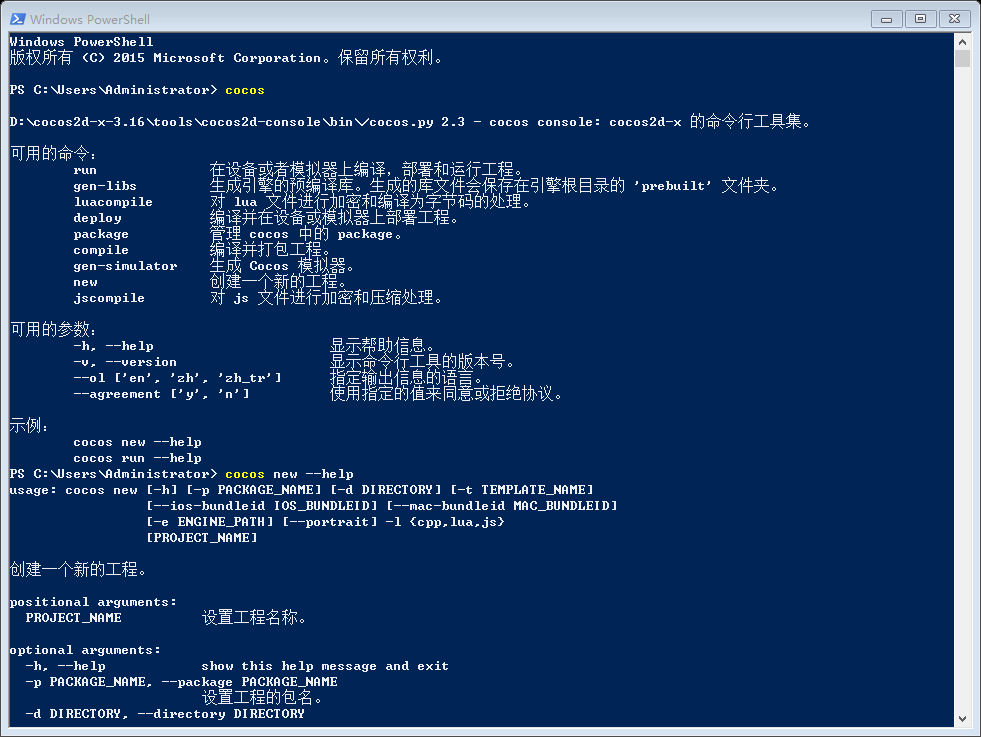 Windows PowerShell
Windows PowerShell
版权所有 (C) 2015 Microsoft Corporation。保留所有权利。
PS C:\Users\Administrator> cocos
D:\cocos2d-x-3.16\tools\cocos2d-console\bin\/cocos.py 2.3 - cocos console: cocos2d-x 的命令行工具集。
可用的命令：
run 在设备或者模拟器上编译，部署和运行工程。
gen-libs 生成引擎的预编译库。生成的库文件会保存在引擎根目录的 'prebuilt' 文件夹。
luacompile 对 lua 文件进行加密和编译为字节码的处理。
deploy 编译并在设备或模拟器上部署工程。
package 管理 cocos 中的 package。
compile 编译并打包工程。
gen-simulator 生成 Cocos 模拟器。
new 创建一个新的工程。
jscompile 对 js 文件进行加密和压缩处理。
可用的参数：
-h, --help 显示帮助信息。
-v, --version 显示命令行工具的版本号。
--ol ['en', 'zh', 'zh_tr'] 指定输出信息的语言。
--agreement ['y', 'n'] 使用指定的值来同意或拒绝协议。
示例：
cocos new --help
cocos run --help
PS C:\Users\Administrator> cocos new --help
usage: cocos new [-h] [-p PACKAGE_NAME] [-d DIRECTORY] [-t TEMPLATE_NAME]
[--ios-bundleid IOS_BUNDLEID] [--mac-bundleid MAC_BUNDLEID]
[-e ENGINE_PATH] [--portrait] -l {cpp,lua,js}
[PROJECT_NAME]
创建一个新的工程。
positional arguments:
PROJECT_NAME 设置工程名称。
optional arguments:
-h, --help show this help message and exit
-p PACKAGE_NAME, --package PACKAGE_NAME
设置工程的包名。
-d DIRECTORY, --directory DIRECTORY